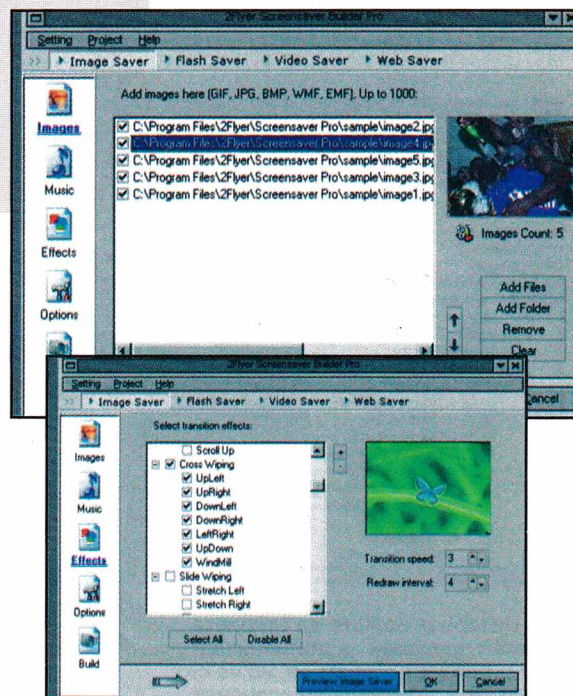 2Flyer Screensaver Builder Pro
Setting Project Help
Image Saver Flash Saver Video Saver Web Saver
Images
Music
Effects
Options
Add images here (GIF, JPG, BMP, WMF, EMF), Up to 1000:
C:\Program Files\2Flyer\Screensaver Pro\sample\image2.jpg
C:\Program Files\2Flyer\Screensaver Pro\sample\image4.jpg
C:\Program Files\2Flyer\Screensaver Pro\sample\image5.jpg
C:\Program Files\2Flyer\Screensaver Pro\sample\image3.jpg
C:\Program Files\2Flyer\Screensaver Pro\sample\image1.jpg
Images Count: 5
Add Files
Add Folder
Remove
Clear
Cancel
2Flyer Screensaver Builder Pro
Setting Project Help
Image Saver Flash Saver Video Saver Web Saver
Images
Music
Effects
Options
Build
Select transition effects:
Scroll Up
Cross Wiping
UpLeft
UpRight
DownLeft
DownRight
LeftRight
UpDown
WindMill
Slide Wiping
Stretch Left
Stretch Right
Select All Disable All
Transition speed: 3
Redraw interval: 4
Preview Image Saver OK Cancel